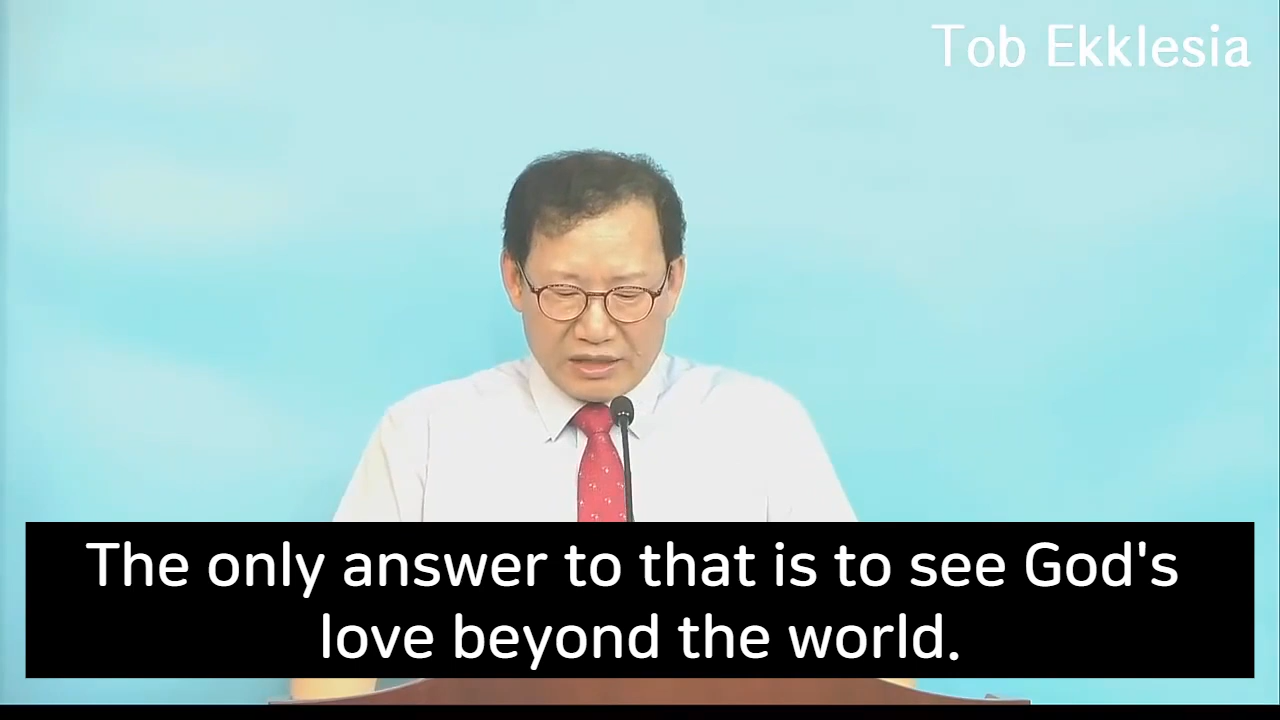 Tob Ekklesia
The only answer to that is to see God's
love beyond the world.